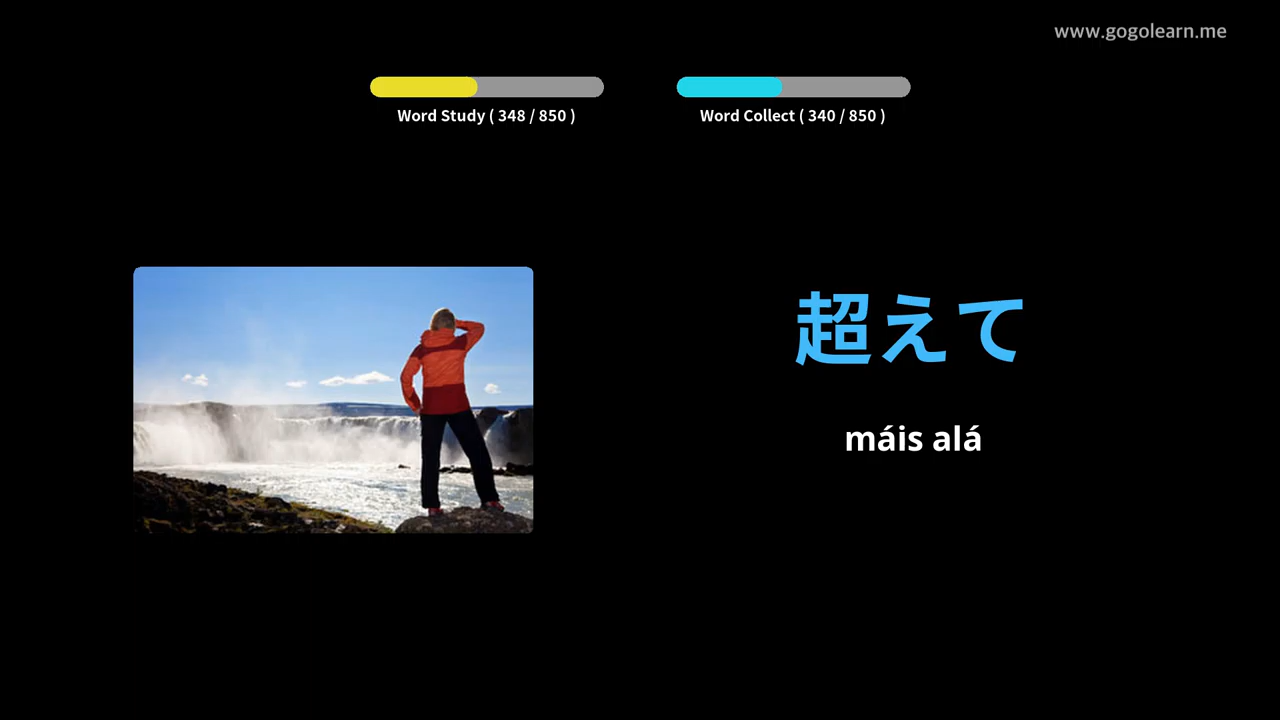 www.gogolearn.me
Word Study ( 348 / 850 )
Word Collect ( 340 / 850 )
超えて
máis alá